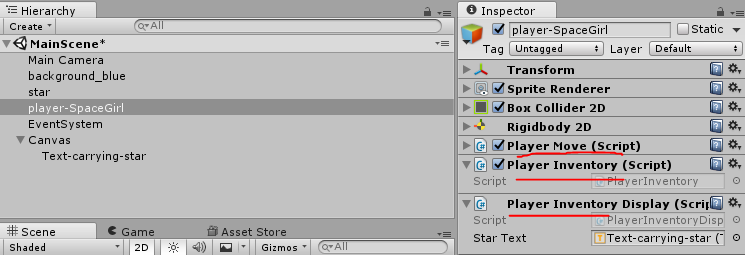 Hierarchy
Create
All
MainScene*
Main Camera
background_blue
star
player-SpaceGirl
EventSystem
Canvas
Text-carrying-star
Scene
Game
Asset Store
Shaded
2D
Gizmos
All
Inspector
player-SpaceGirl
Static
Tag
Untagged
Layer
Default
Transform
Sprite Renderer
Box Collider 2D
Rigidbody 2D
Player Move (Script)
Player Inventory (Script)
Script
PlayerInventory
Player Inventory Display (Scrip
Script
PlayerInventoryDisp
Star Text
Text-carrying-star (T